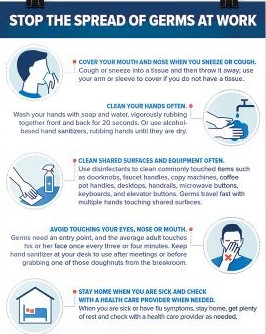 STOP THE SPREAD OF GERMS AT WORK
COVER YOUR MOUTH AND NOSE WHEN YOU SNEEZE OR COUGH.
Cough or sneeze into a tissue and then throw it away; use
your arm or sleeve to cover if you do not have a tissue.
CLEAN YOUR HANDS OFTEN.
Wash your hands with soap and water, vigorously rubbing
together front and back for 20 seconds. Or use alcohol-
based hand sanitizers, rubbing hands until they are dry.
CLEAN SHARED SURFACES AND EQUIPMENT OFTEN.
Use disinfectants to clean commonly touched items such
as doorknobs, faucet handles, copy machines, coffee
pot handles, desktops, handrails, microwave buttons,
keyboards, and elevator buttons. Germs travel fast with
multiple hands touching shared surfaces.
AVOID TOUCHING YOUR EYES, NOSE OR MOUTH.
Germs need an entry point, and the average adult touches
his or her face once every three or four minutes. Keep
hand sanitizer at your desk to use after meetings or before
grabbing one of those doughnuts from the breakroom.
STAY HOME WHEN YOU ARE SICK AND CHECK
WITH A HEALTH CARE PROVIDER WHEN NEEDED.
When you are sick or have flu symptoms, stay home, get plenty
of rest and check with a health care provider as needed.